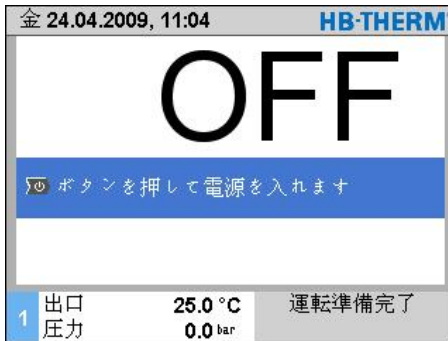 金 24.04.2009, 11:04 HB-THERM
OFF
ボタンを押して電源を入れます
1 出口 25.0 °C 運転準備完了
圧力 0.0 bar